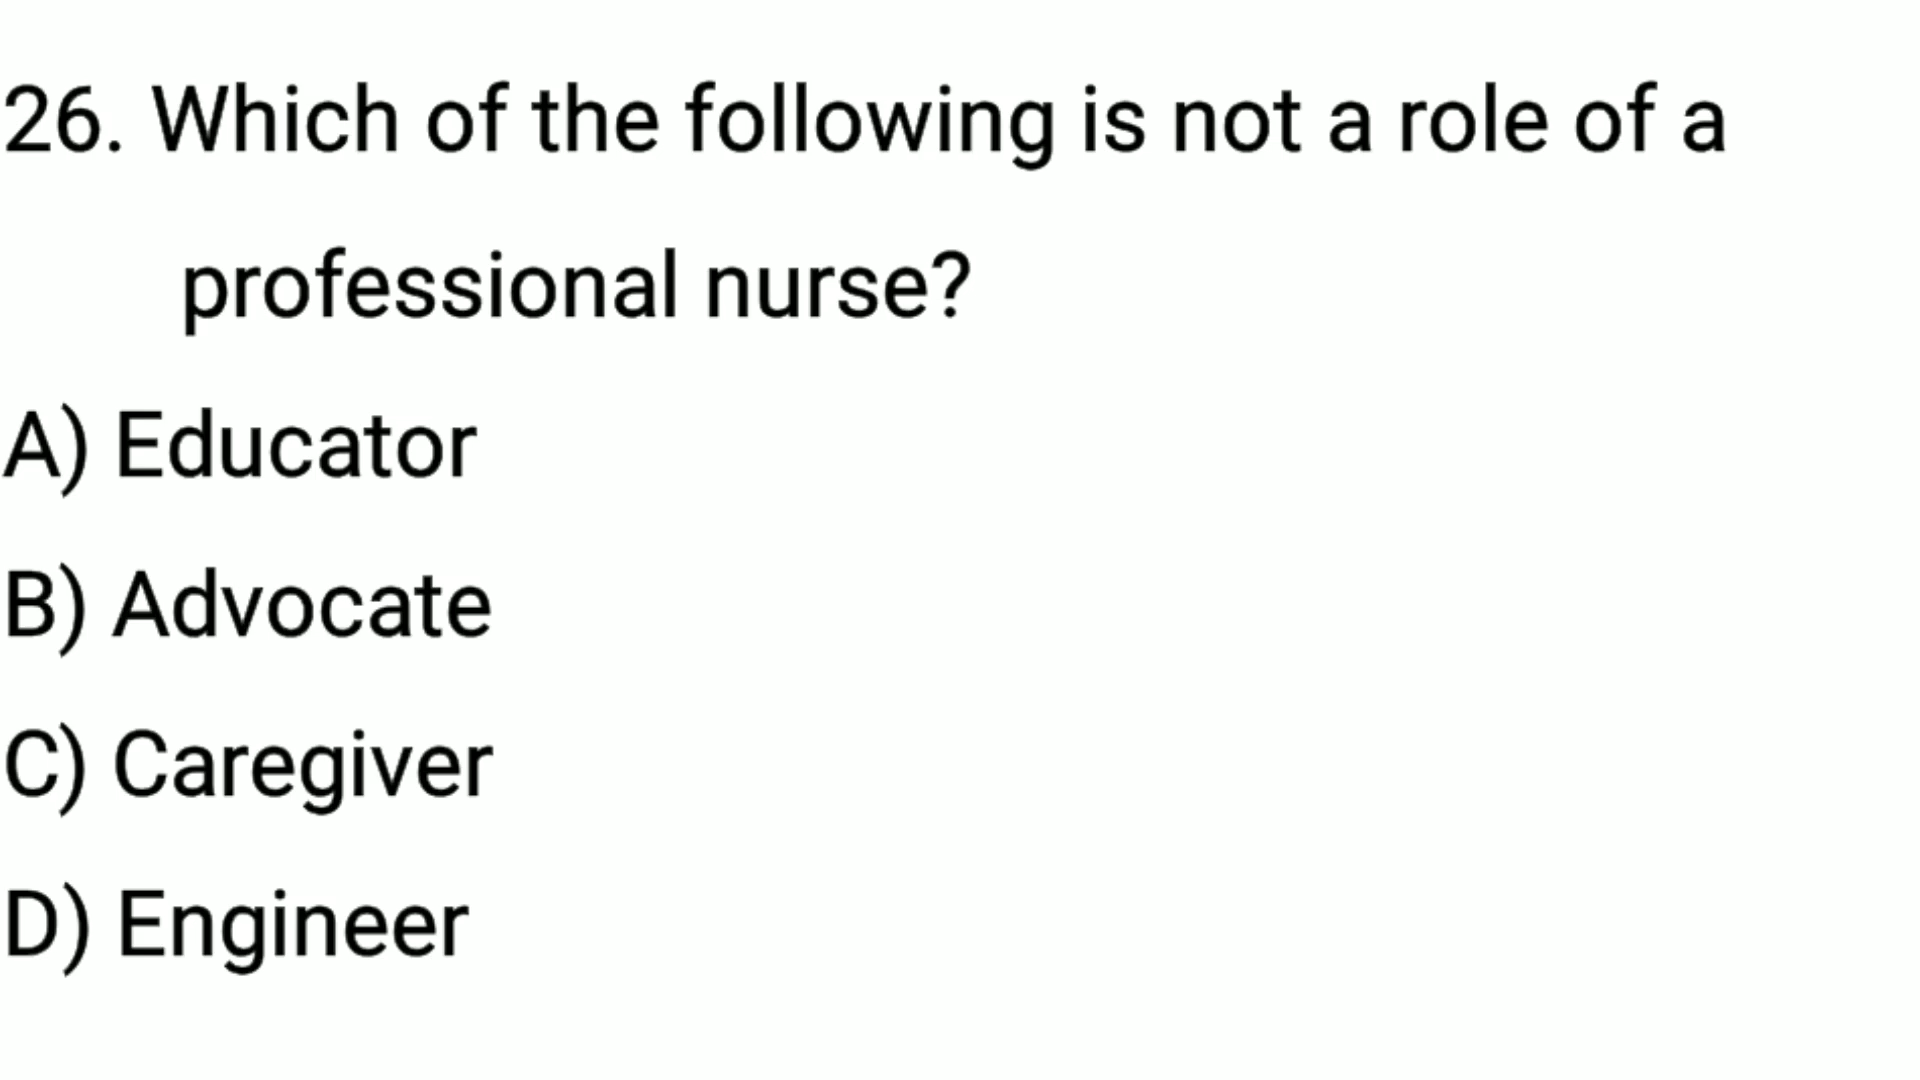 26. Which of the following is not a role of a
professional nurse?
A) Educator
B) Advocate
C) Caregiver
D) Engineer